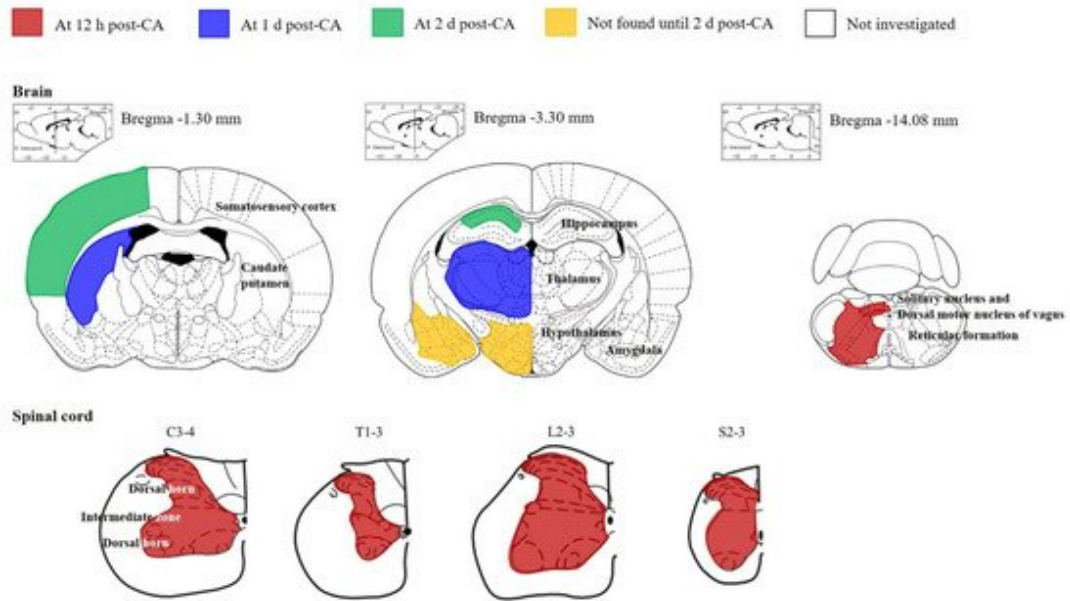 At 12 h post-CA
At 1 d post-CA
At 2 d post-CA
Not found until 2 d post-CA
Not investigated
Brain
Bregma -1.30 mm
Bregma -3.30 mm
Bregma -14.08 mm
Somatosensory cortex
Caudate
putamen
Hippocampus
Thalamus
Hypothalamus
Amygdala
Solitary nucleus and
Dorsal motor nucleus of vagus
Reticular formation
Spinal cord
C3-4
T1-3
L2-3
S2-3
Dorsal horn
Intermediate zone
Dorsal horn